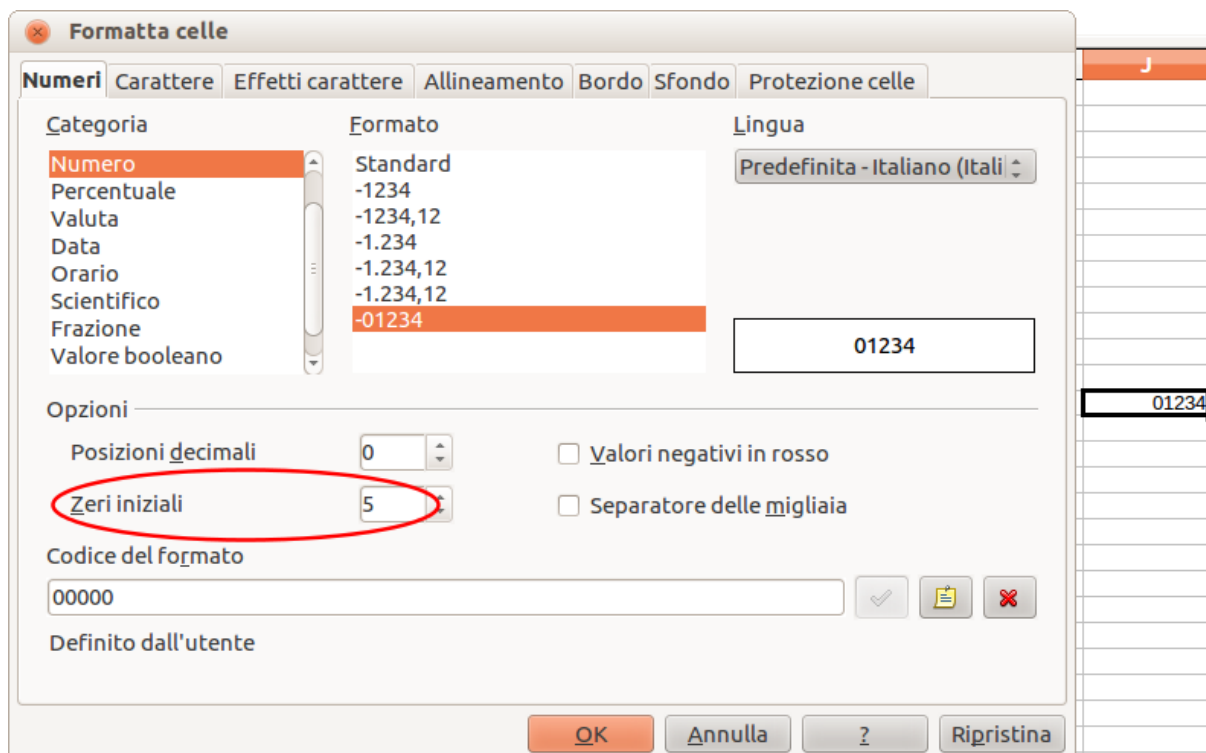 Formatta celle
Numeri Carattere Effetti carattere Allineamento Bordo Sfondo Protezione celle
J
Categoria
Numero
Percentuale
Valuta
Data
Orario
Scientifico
Frazione
Valore booleano
Formato
Standard
-1234
-1234,12
-1.234
-1.234,12
-1.234,12
-01234
Lingua
Predefinita - Italiano (Itali
01234
01234
Opzioni
Posizioni decimali 0
Valori negativi in rosso
Zeri iniziali 5
Separatore delle migliaia
Codice del formato
00000
Definito dall'utente
OK Annulla ? Ripristina